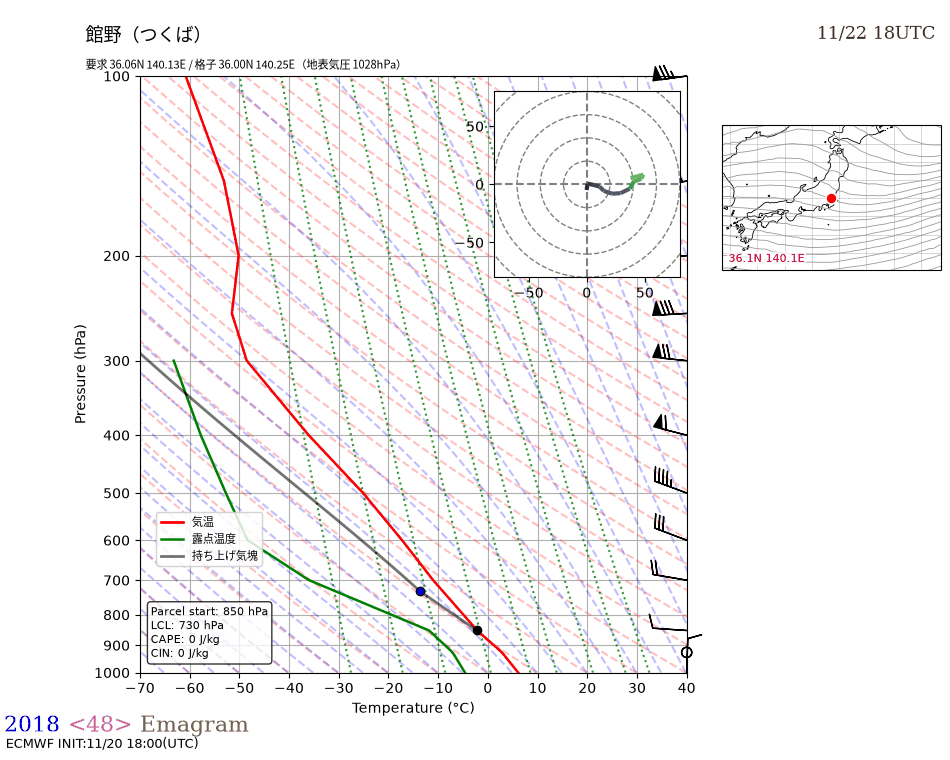 館野（つくば）
11/22 18UTC
要求 36.06N 140.13E / 格子 36.00N 140.25E（地表気圧 1028hPa）
100
200
300
400
500
600
700
800
900
1000
Pressure (hPa)
−70 −60 −50 −40 −30 −20 −10 0 10 20 30 40
Temperature (°C)
50
0
−50
−50 0 50
36.1N 140.1E
気温
露点温度
持ち上げ気塊
Parcel start: 850 hPa
LCL: 730 hPa
CAPE: 0 J/kg
CIN: 0 J/kg
2018 <48> Emagram
ECMWF INIT:11/20 18:00(UTC)